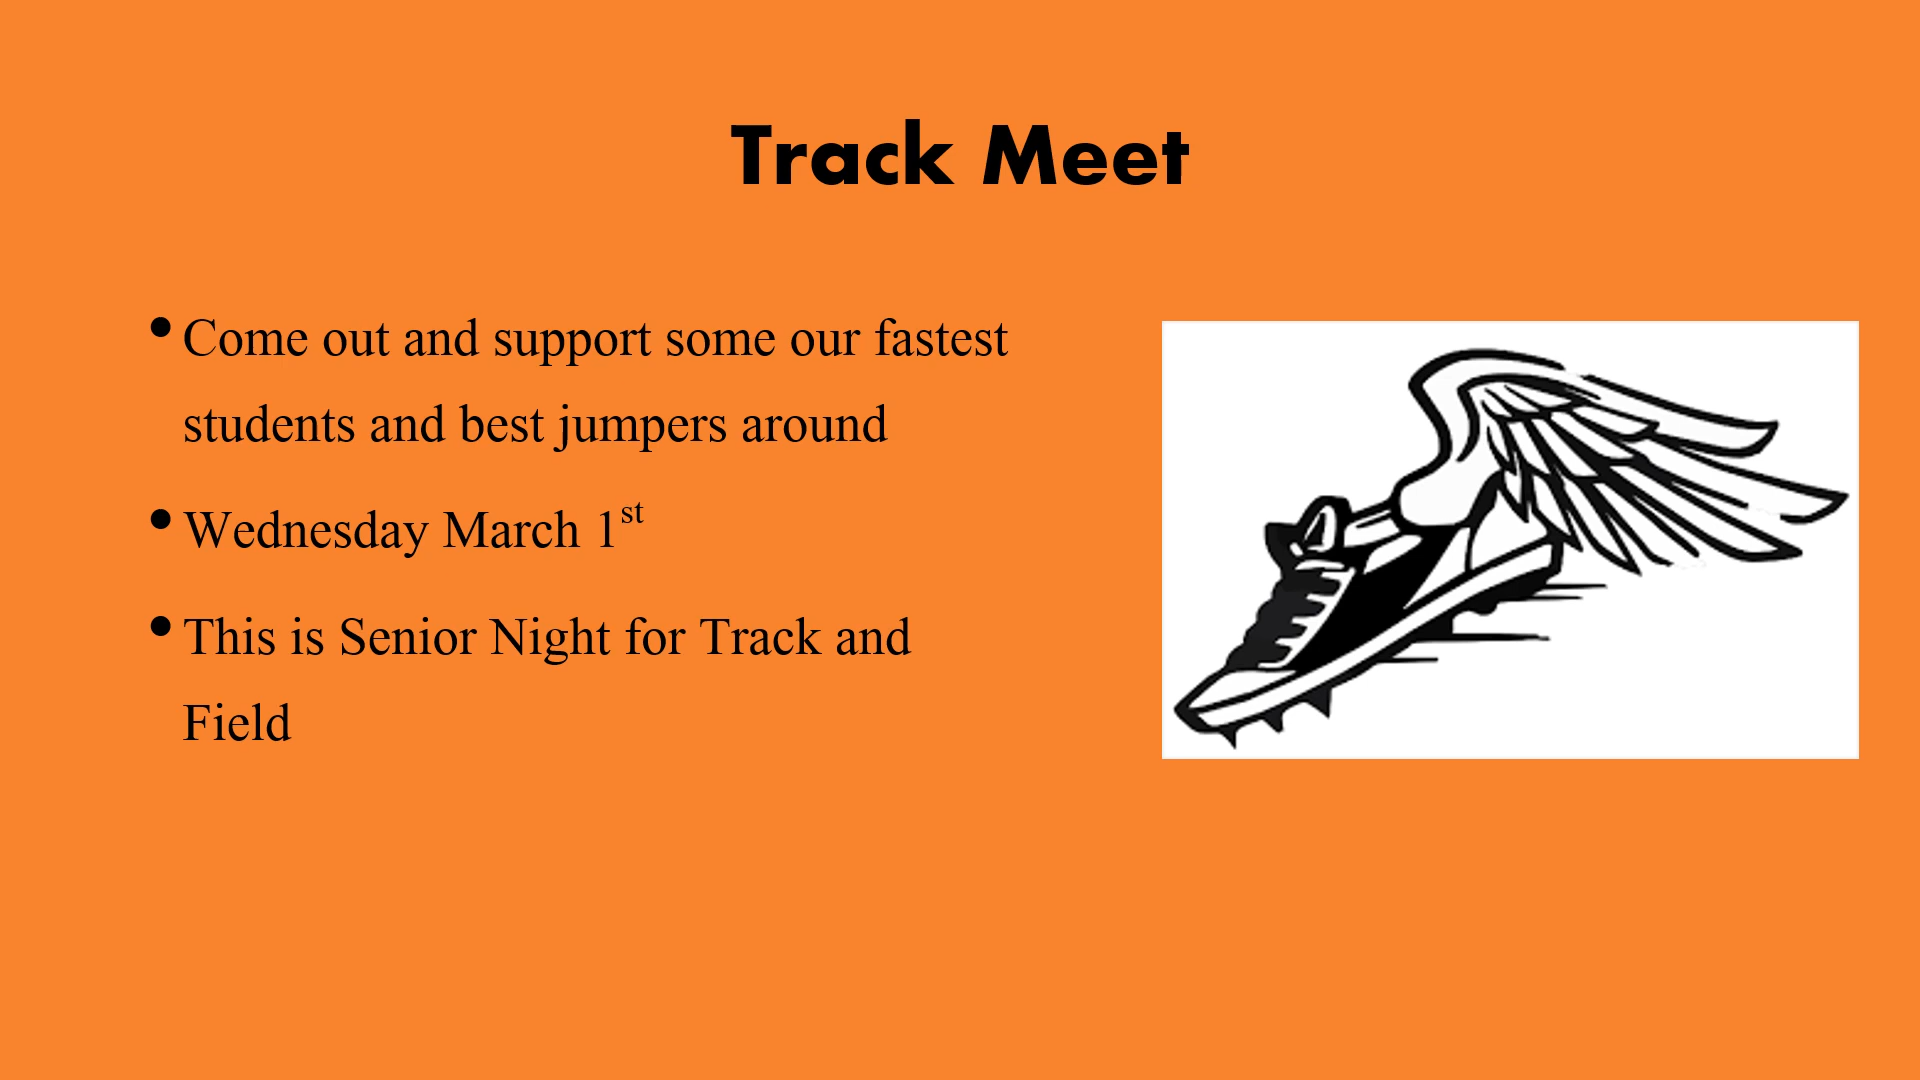 Track Meet
• Come out and support some our fastest
students and best jumpers around
• Wednesday March 1st
• This is Senior Night for Track and
Field